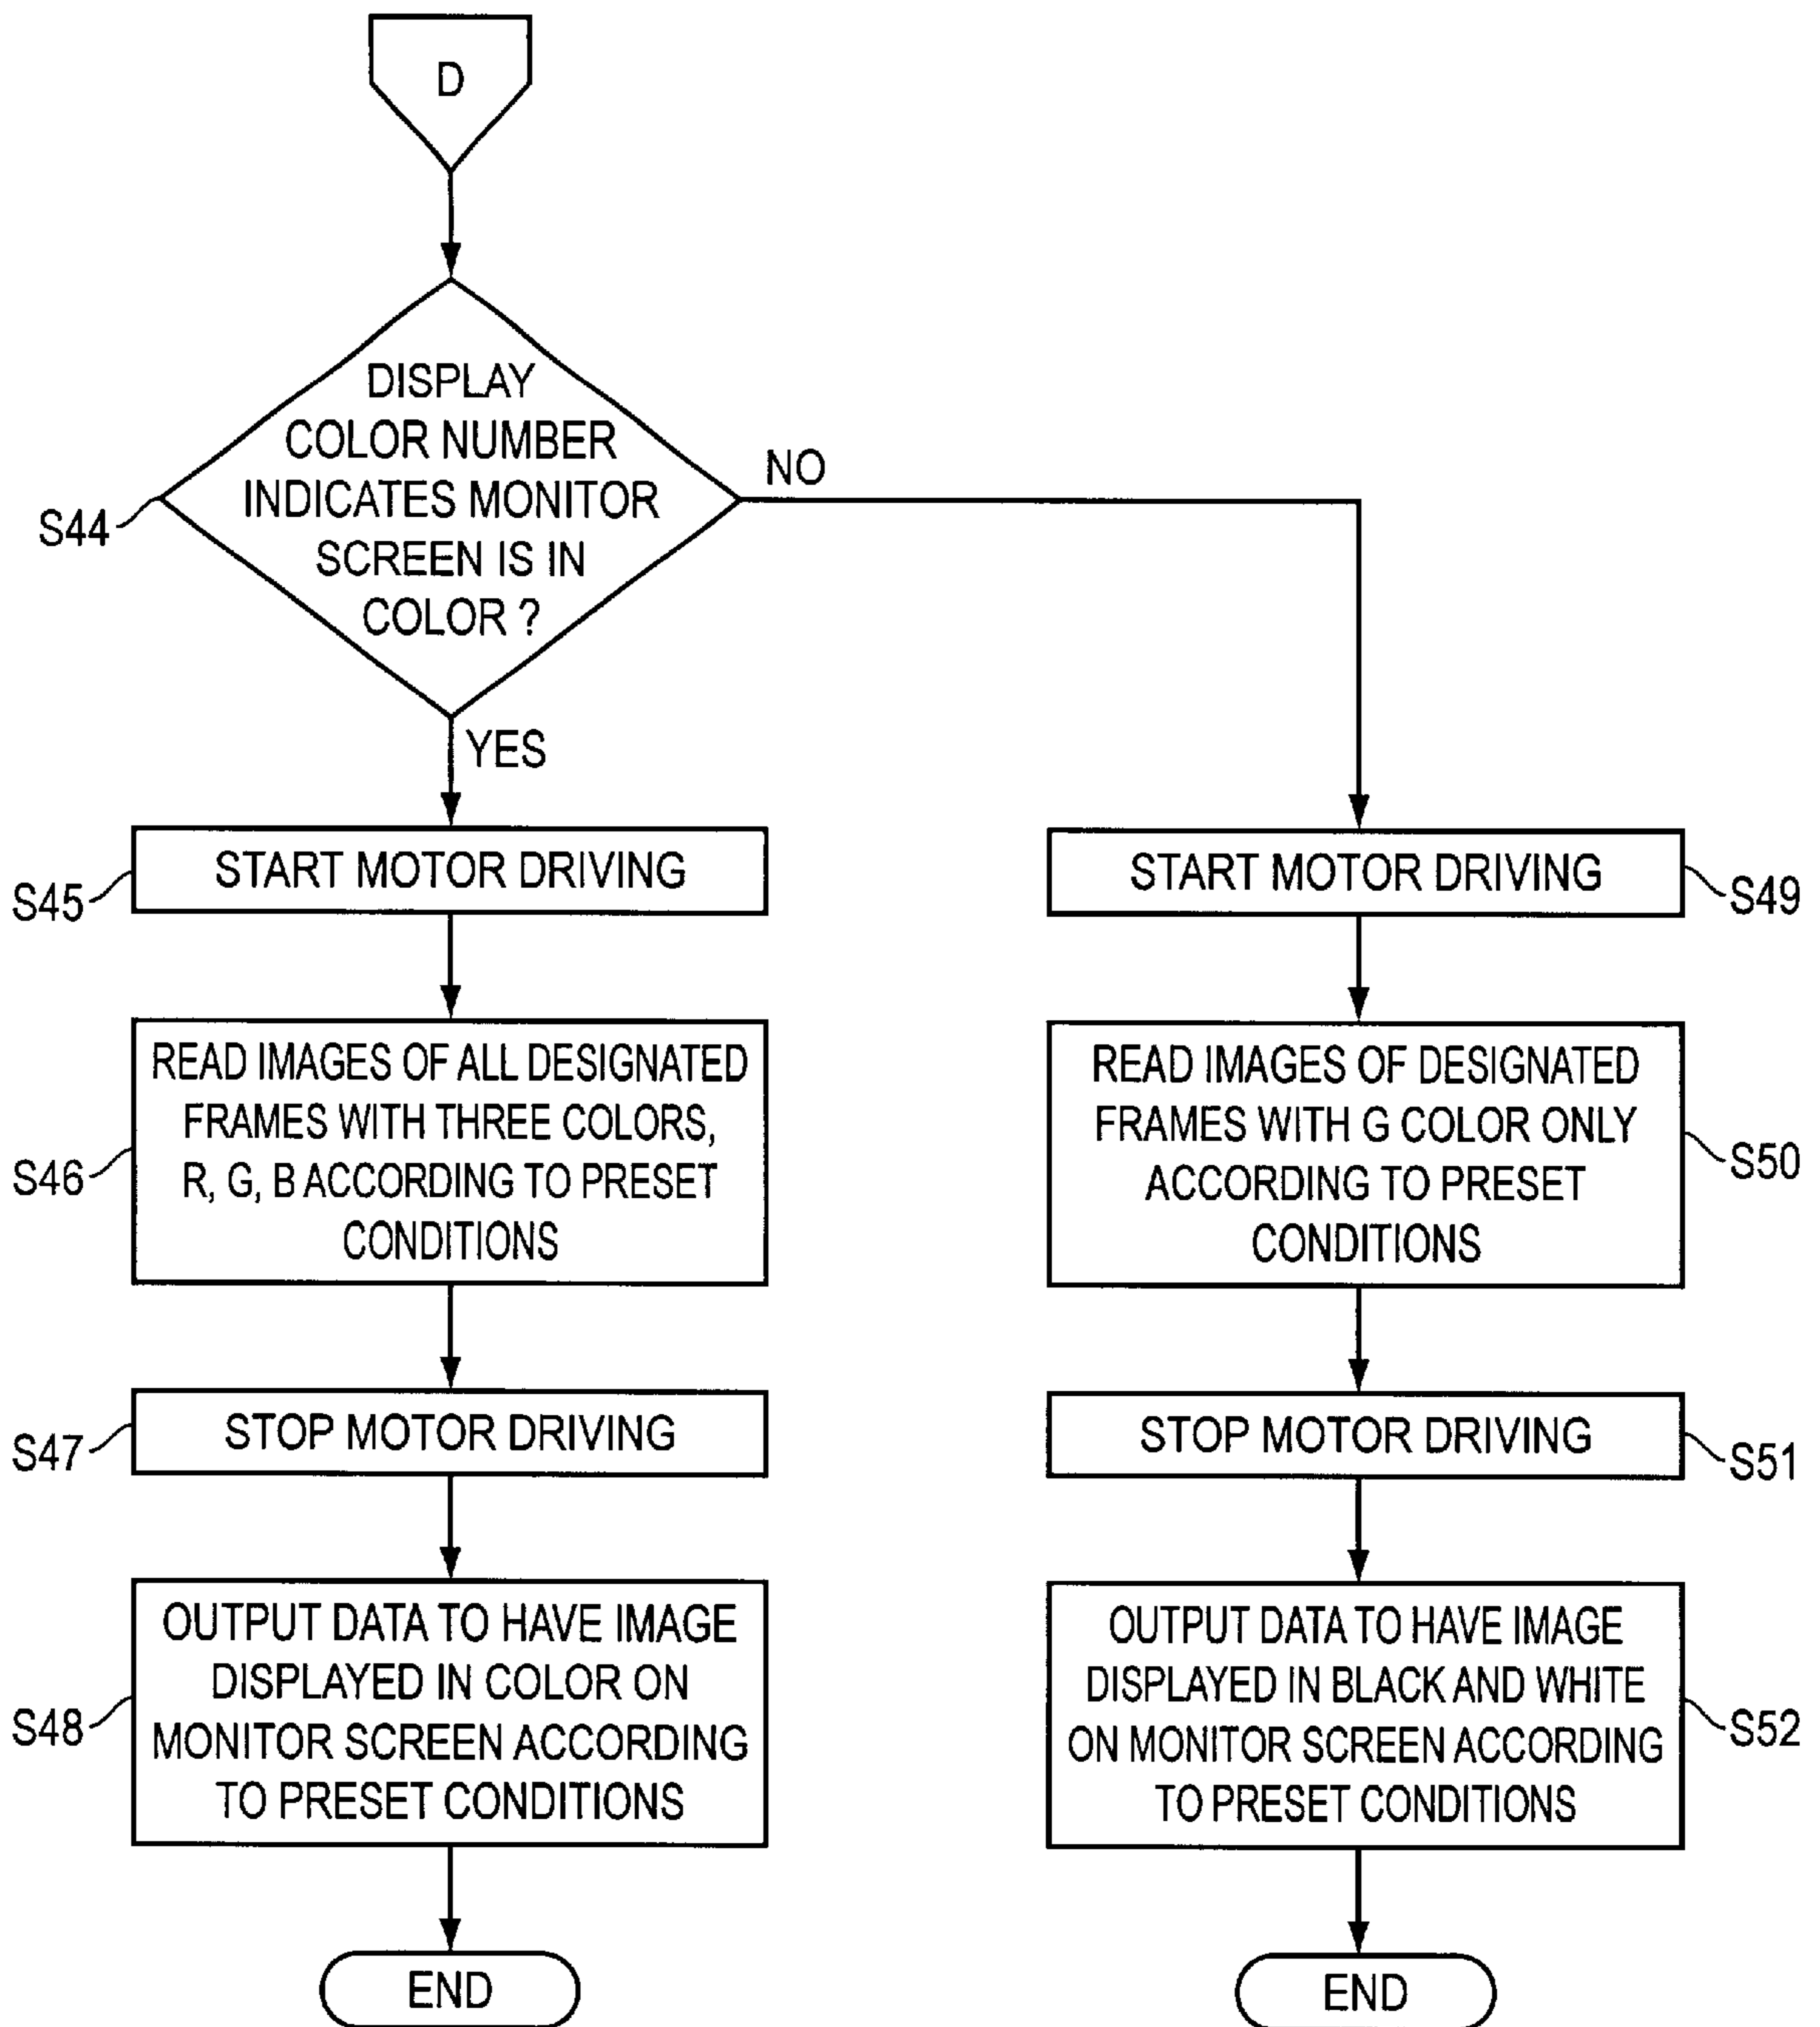 D
DISPLAY
COLOR NUMBER
INDICATES MONITOR
SCREEN IS IN
COLOR ?
S44
NO
YES
START MOTOR DRIVING
S45
READ IMAGES OF ALL DESIGNATED
FRAMES WITH THREE COLORS,
R, G, B ACCORDING TO PRESET
CONDITIONS
S46
STOP MOTOR DRIVING
S47
OUTPUT DATA TO HAVE IMAGE
DISPLAYED IN COLOR ON
MONITOR SCREEN ACCORDING
TO PRESET CONDITIONS
S48
END
START MOTOR DRIVING
S49
READ IMAGES OF DESIGNATED
FRAMES WITH G COLOR ONLY
ACCORDING TO PRESET
CONDITIONS
S50
STOP MOTOR DRIVING
S51
OUTPUT DATA TO HAVE IMAGE
DISPLAYED IN BLACK AND WHITE
ON MONITOR SCREEN ACCORDING
TO PRESET CONDITIONS
S52
END